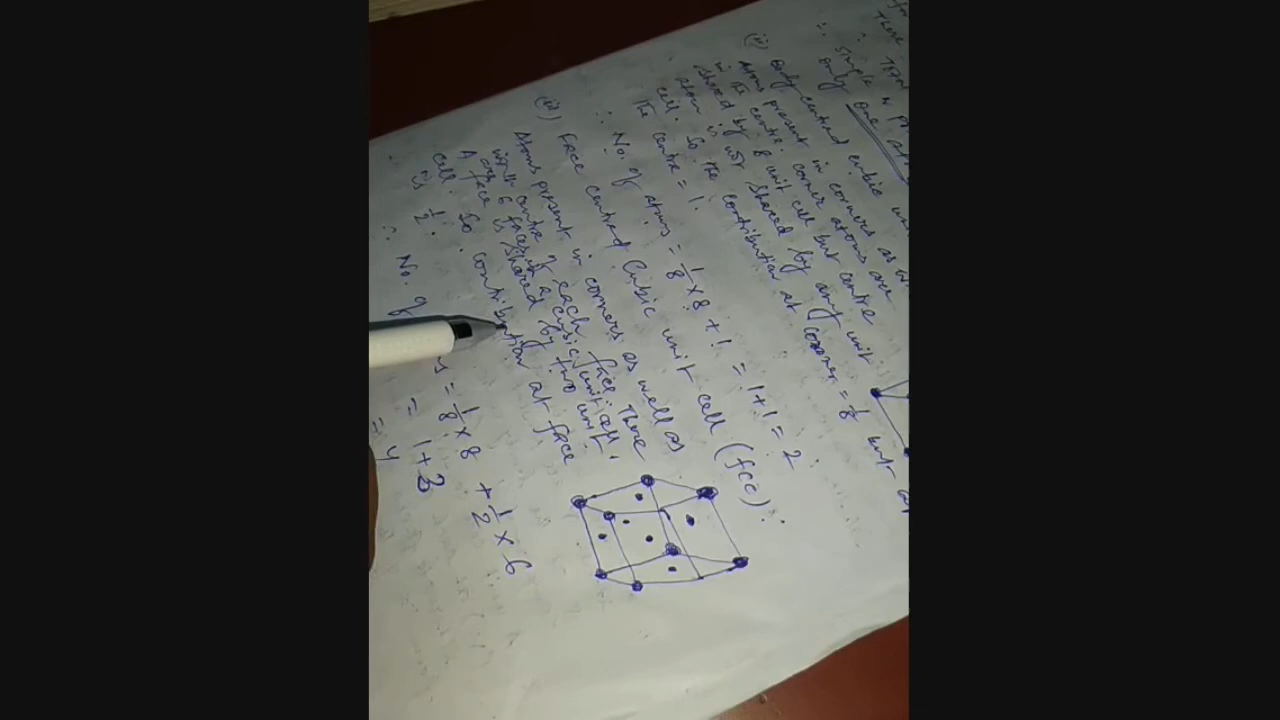 ∴ Simple
only one at
(ii) Body centred cubic un
Atoms present in corners as w
in the centre. corner atoms are
shared by 8 unit cell but centre
atom is not shared by any unit
cell. So the contribution at corner = 1/8 but a
the centre = 1.
∴ No. of atoms = 1/8 × 8 + 1 = 1 + 1 = 2
(iii) Face centred Cubic unit cell (fcc):
Atoms present in corners as well as
centre of each face. There
are 6 faces in a cubic unit cell.
A face is shared by two unit
cell. So contribution at face
is 1/2.
∴ No. of s = 1/8 × 8 + 1/2 × 6
= 1 + 3
= 4